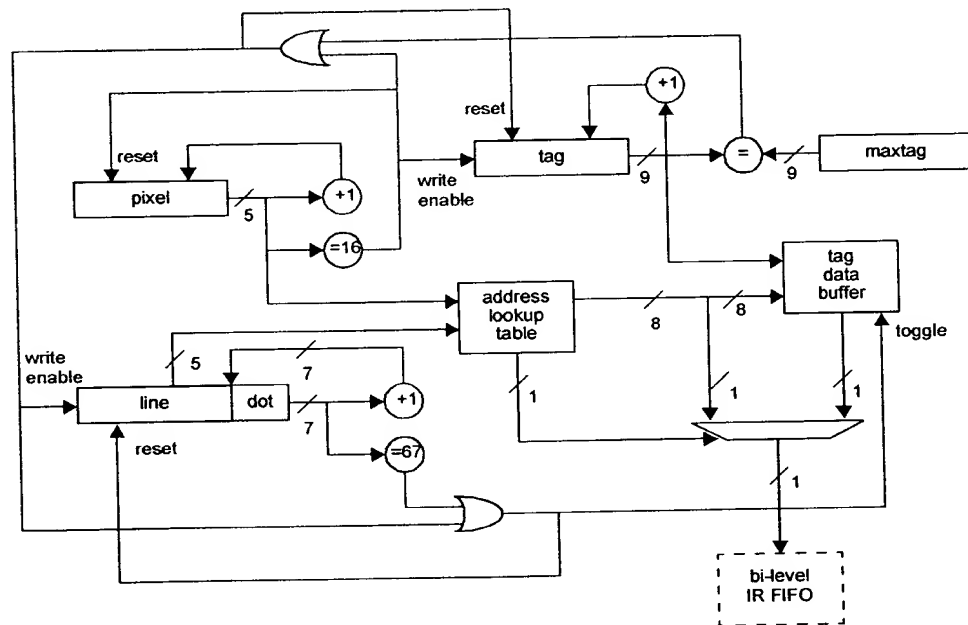 +1
reset
tag
=
maxtag
9
9
reset
write
enable
pixel
+1
5
=16
tag
data
buffer
address
lookup
table
8
8
toggle
5
7
write
enable
line
dot
+1
1
1
1
7
reset
=67
1
bi-level
IR FIFO